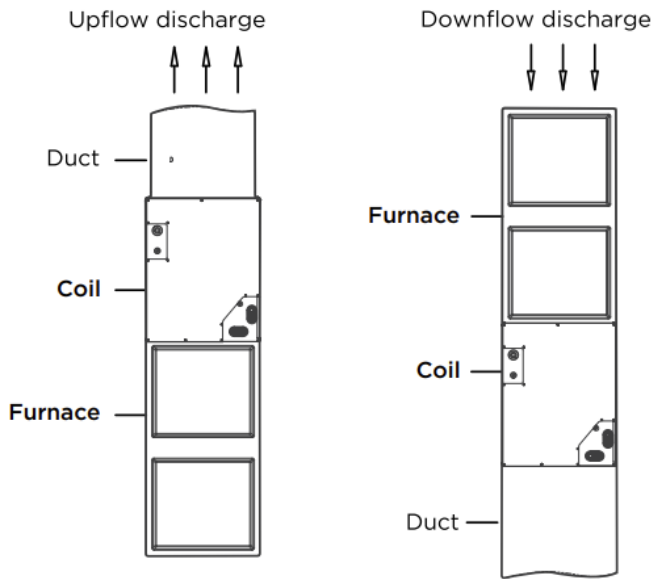 Upflow discharge
Duct
Coil
Furnace
Downflow discharge
Furnace
Coil
Duct